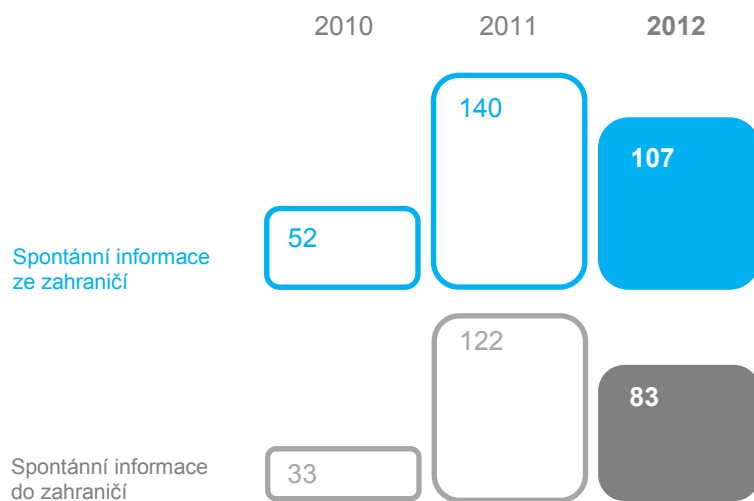 2010 2011 2012
140
107
52
Spontánní informace
ze zahraničí
122
83
Spontánní informace
do zahraničí
33